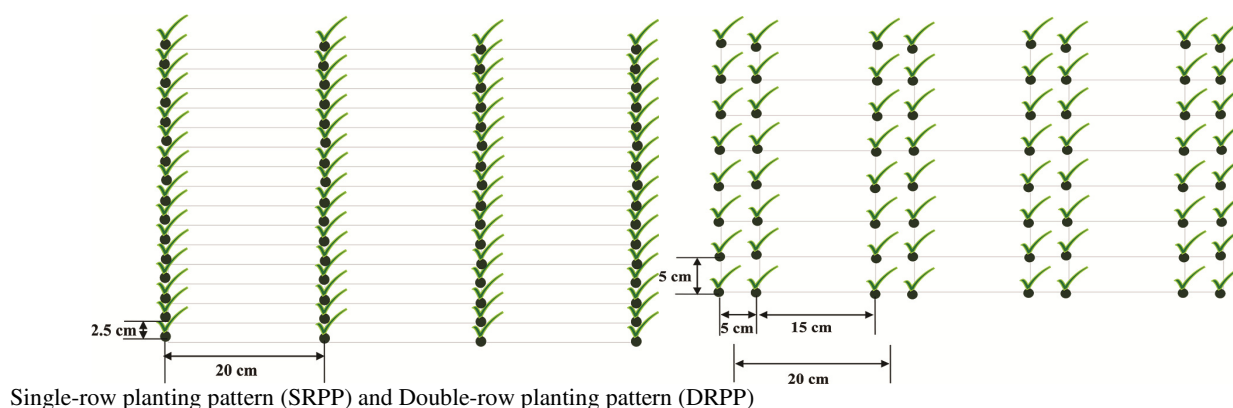 2.5 cm
20 cm
5 cm
5 cm
15 cm
20 cm
Single-row planting pattern (SRPP) and Double-row planting pattern (DRPP)